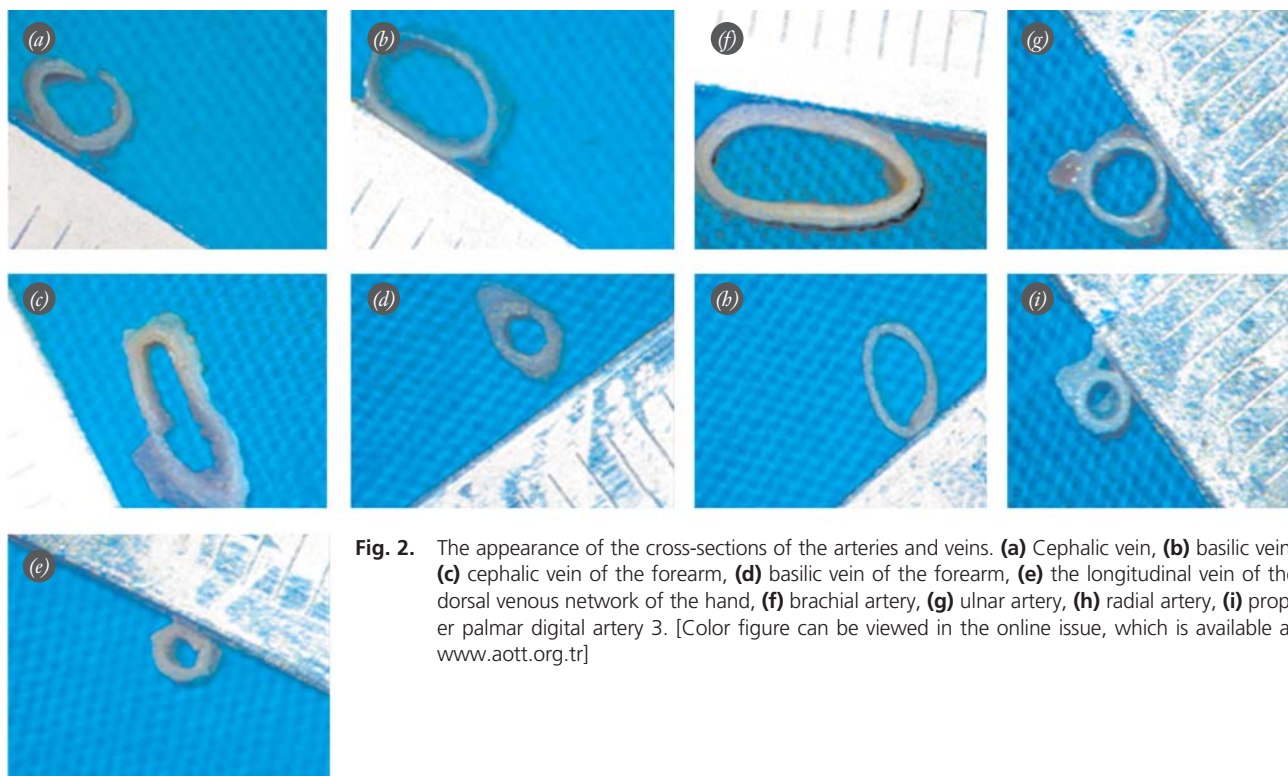 (a)
(b)
(f)
(g)
(c)
(d)
(h)
(i)
(e)
Fig. 2. The appearance of the cross-sections of the arteries and veins. (a) Cephalic vein, (b) basilic vein
(c) cephalic vein of the forearm, (d) basilic vein of the forearm, (e) the longitudinal vein of the
dorsal venous network of the hand, (f) brachial artery, (g) ulnar artery, (h) radial artery, (i) prop
er palmar digital artery 3. [Color figure can be viewed in the online issue, which is available a
www.aott.org.tr]